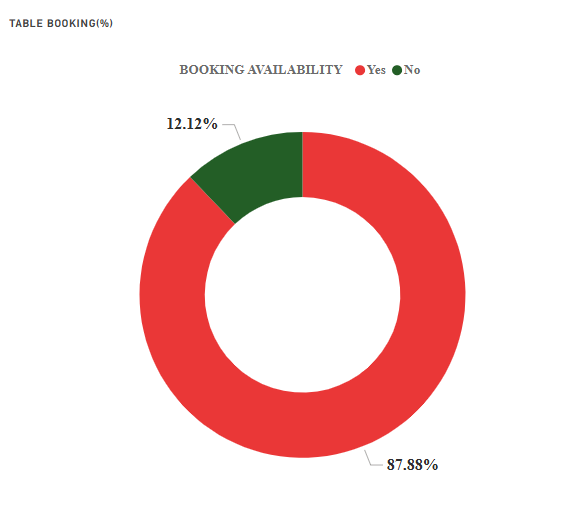 TABLE BOOKING(%)
BOOKING AVAILABILITY Yes No
12.12%
87.88%